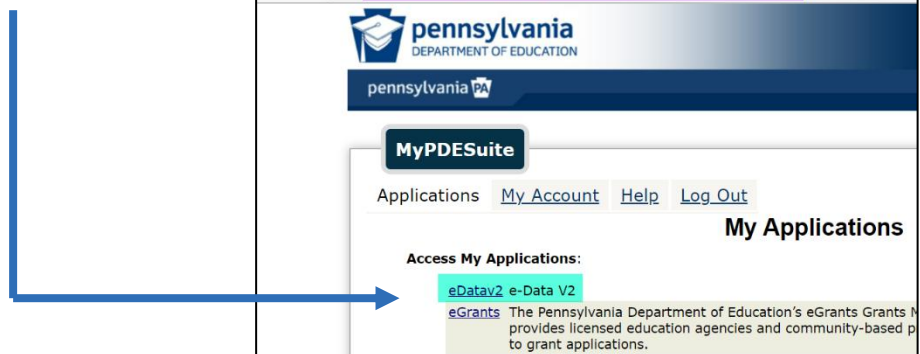 pennsylvania
DEPARTMENT OF EDUCATION
pennsylvania PA
MyPDESuite
Applications My Account Help Log Out
My Applications
Access My Applications:
eDatav2 e-Data V2
eGrants The Pennsylvania Department of Education's eGrants Grants
provides licensed education agencies and community-based
to grant applications.